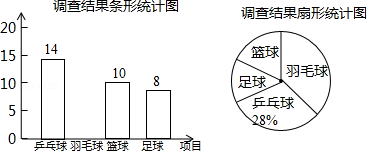 调查结果条形统计图
20
15
10
5
0
14
10
8
乒乓球 羽毛球 篮球 足球 项目
调查结果扇形统计图
篮球
羽毛球
足球
乒乓球
28%